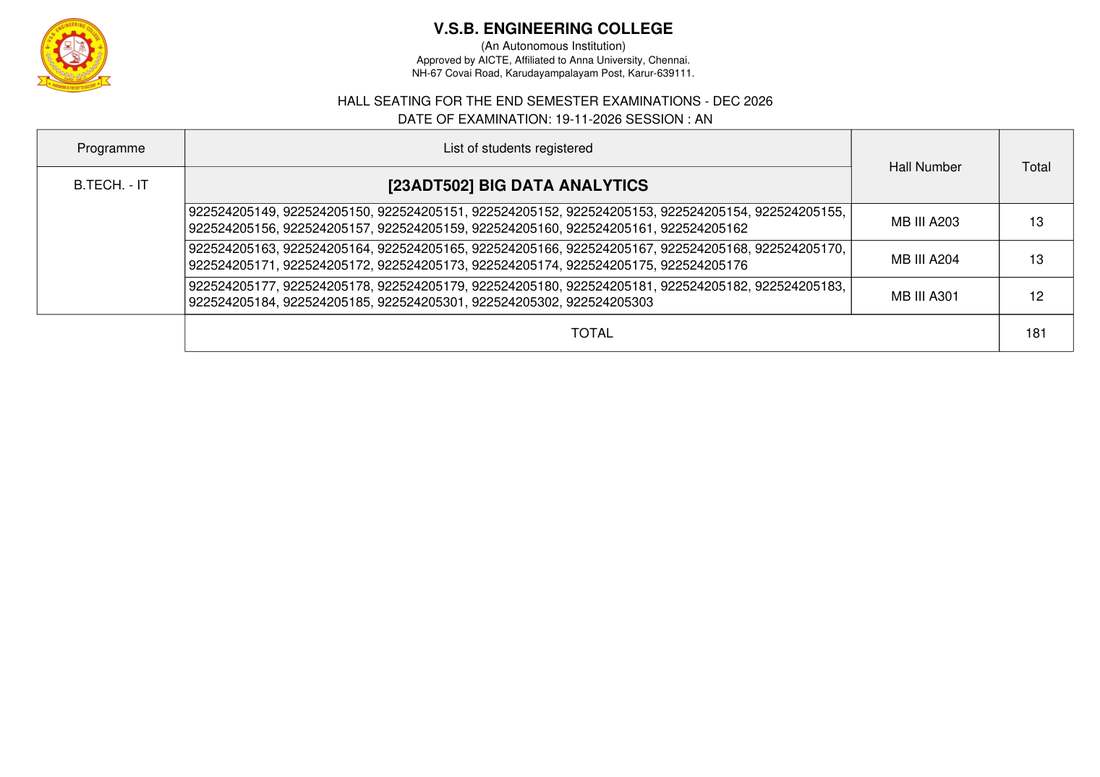 V.S.B. ENGINEERING COLLEGE
(An Autonomous Institution)
Approved by AICTE, Affiliated to Anna University, Chennai.
NH-67 Covai Road, Karudayampalayam Post, Karur-639111.
HALL SEATING FOR THE END SEMESTER EXAMINATIONS - DEC 2026
DATE OF EXAMINATION: 19-11-2026 SESSION : AN
Programme
List of students registered
Hall Number
Total
B.TECH. - IT
[23ADT502] BIG DATA ANALYTICS
922524205149, 922524205150, 922524205151, 922524205152, 922524205153, 922524205154, 922524205155,
922524205156, 922524205157, 922524205159, 922524205160, 922524205161, 922524205162
MB III A203
13
922524205163, 922524205164, 922524205165, 922524205166, 922524205167, 922524205168, 922524205170,
922524205171, 922524205172, 922524205173, 922524205174, 922524205175, 922524205176
MB III A204
13
922524205177, 922524205178, 922524205179, 922524205180, 922524205181, 922524205182, 922524205183,
922524205184, 922524205185, 922524205301, 922524205302, 922524205303
MB III A301
12
TOTAL
181